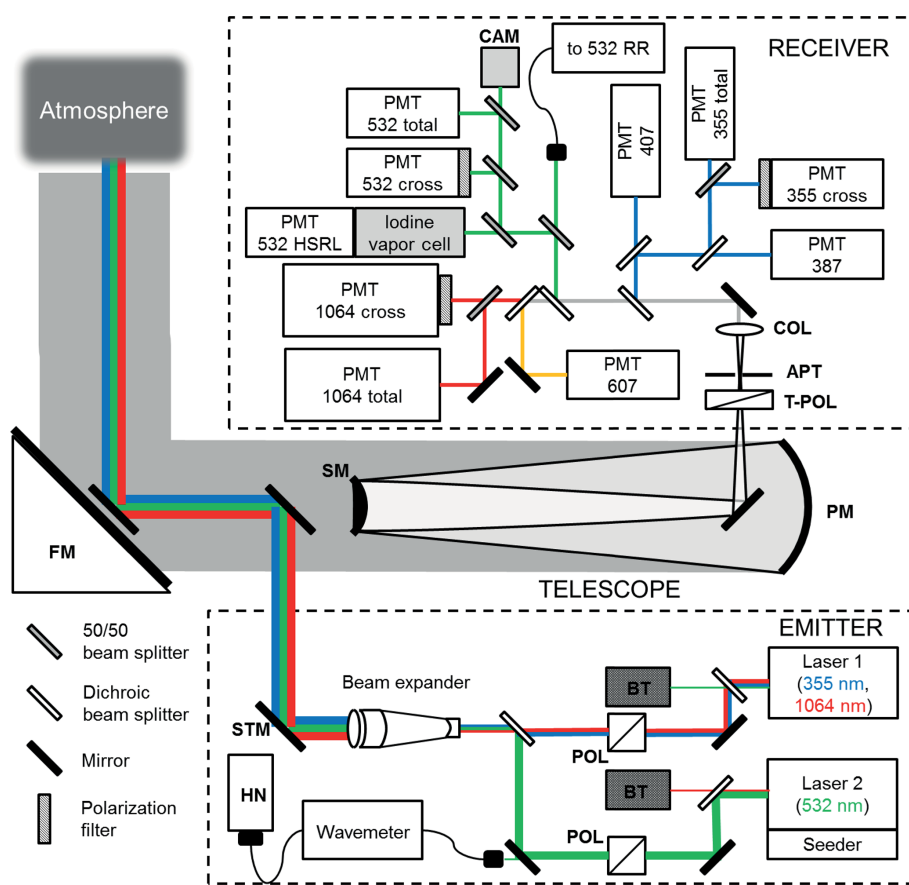 RECEIVER
CAM
to 532 RR
Atmosphere
PMT
532 total
PMT
407
PMT
355 total
PMT
532 cross
PMT
355 cross
PMT
532 HSRL
Iodine
vapor cell
PMT
387
PMT
1064 cross
COL
PMT
1064 total
PMT
607
APT
T-POL
SM
PM
FM
TELESCOPE
EMITTER
50/50
beam splitter
Dichroic
beam splitter
Mirror
Polarization
filter
Beam expander
STM
BT
Laser 1
(355 nm,
1064 nm)
POL
HN
Wavemeter
BT
Laser 2
(532 nm)
POL
Seeder